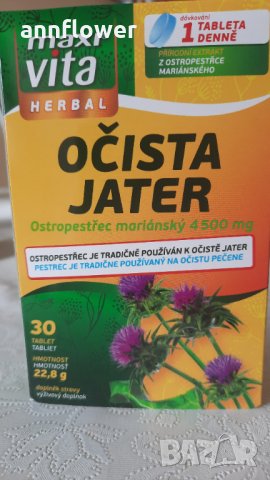 annflower
maxi
vita
HERBAL
dávkování
1 TABLETA
DENNĚ
PŘÍRODNÍ EXTRAKT
Z OSTROPESTŘCE
MARIÁNSKÉHO
OČISTA
JATER
Ostropestřec mariánský 4 500 mg
OSTROPESTŘEC JE TRADIČNĚ POUŽÍVÁN K OČISTĚ JATER
PESTREC JE TRADIČNE POUŽÍVANÝ NA OČISTU PEČENE
30
TABLET
TABLIET
HMOTNOST
HMOTNOSŤ
22,8 g
doplněk stravy
výživový doplnok
BAZAR